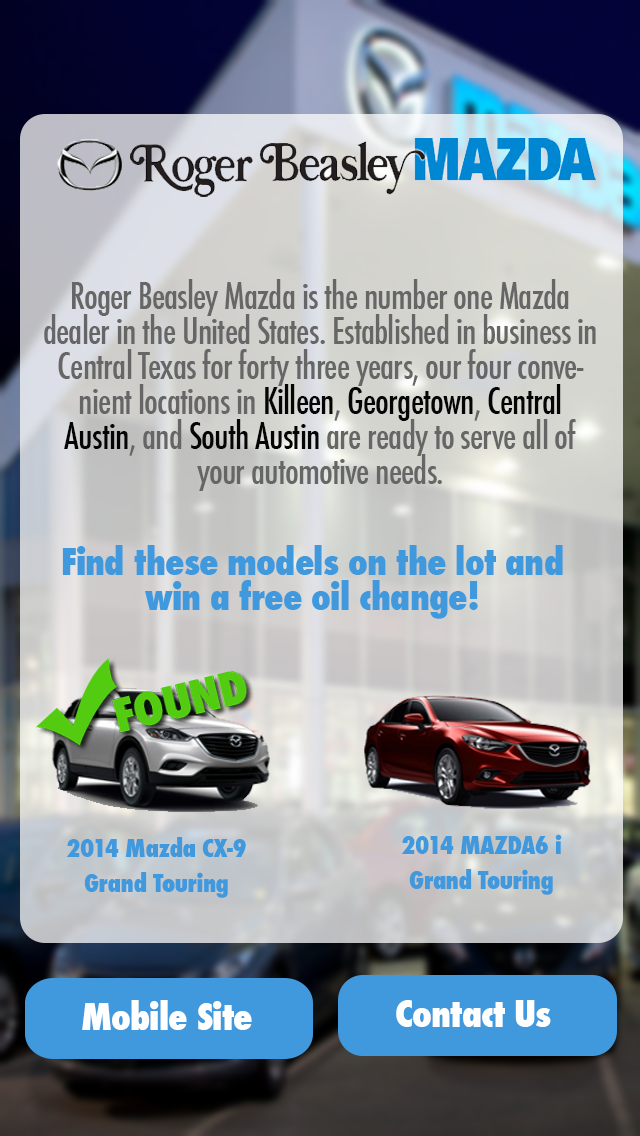 mazda
Roger Beasley MAZDA
Roger Beasley Mazda is the number one Mazda
dealer in the United States. Established in business in
Central Texas for forty three years, our four conve-
nient locations in Killeen, Georgetown, Central
Austin, and South Austin are ready to serve all of
your automotive needs.
Find these models on the lot and
win a free oil change!
FOUND
2014 Mazda CX-9
Grand Touring
2014 MAZDA6 i
Grand Touring
Mobile Site
Contact Us